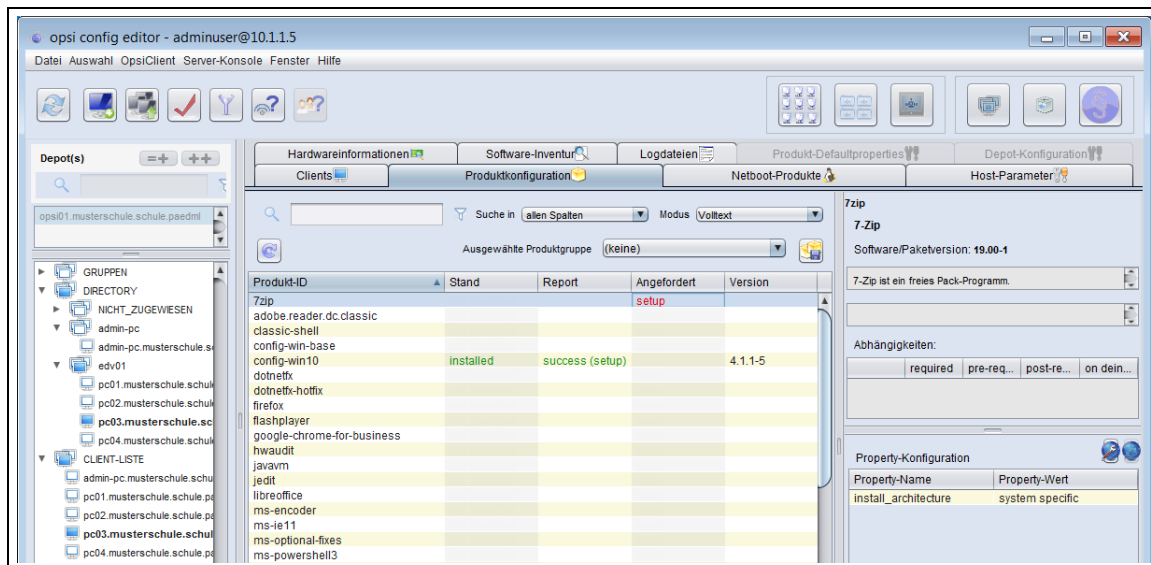 opsi config editor - adminuser@10.1.1.5
Datei Auswahl OpsiClient Server-Konsole Fenster Hilfe
Depot(s)
opsi01.musterschule.schule.paedml
GRUPPEN
DIRECTORY
NICHT_ZUGEWIESEN
admin-pc
admin-pc.musterschule.s
edv01
pc01.musterschule.schul
pc02.musterschule.schul
pc03.musterschule.sc
pc04.musterschule.schul
CLIENT-LISTE
admin-pc.musterschule.schu
pc01.musterschule.schule.pa
pc02.musterschule.schule.pa
pc03.musterschule.schul
pc04.musterschule.schule.pa
Hardwareinformationen Software-Inventur Logdateien Produkt-Defaultproperties Depot-Konfiguration
Clients Produktkonfiguration Netboot-Produkte Host-Parameter
Suche in allen Spalten Modus Volltext
Ausgewählte Produktgruppe (keine)
Produkt-ID Stand Report Angefordert Version
7zip setup
adobe.reader.dc.classic
classic-shell
config-win-base
config-win10 installed success (setup) 4.1.1-5
dotnetfx
dotnetfx-hotfix
firefox
flashplayer
google-chrome-for-business
hwaudit
javavm
jedit
libreoffice
ms-encoder
ms-ie11
ms-optional-fixes
ms-powershell3
7zip
7-Zip
Software/Paketversion: 19.00-1
7-Zip ist ein freies Pack-Programm.
Abhängigkeiten:
required pre-req... post-re... on dein...
Property-Konfiguration
Property-Name Property-Wert
install_architecture system specific